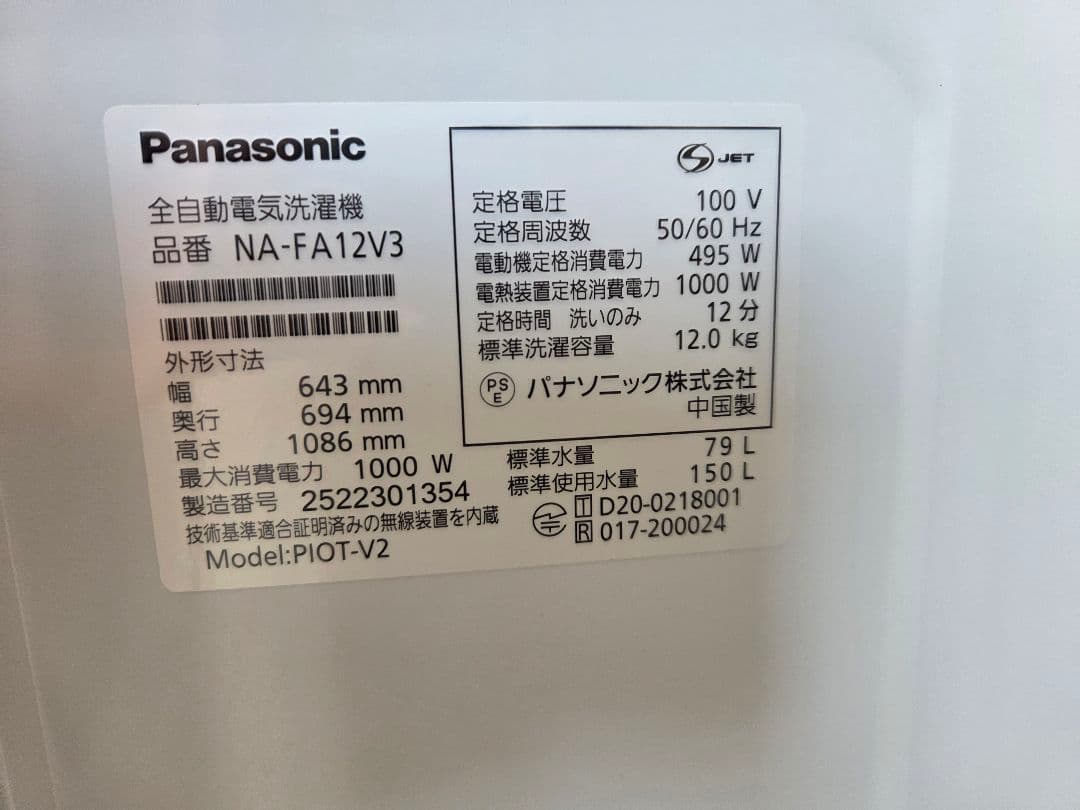 Panasonic
全自動電気洗濯機
品番 NA-FA12V3
外形寸法
幅 643 mm
奥行 694 mm
高さ 1086 mm
最大消費電力 1000 W
製造番号 2522301354
技術基準適合証明済みの無線装置を内蔵
Model:PIOT-V2
S JET
定格電圧 100 V
定格周波数 50/60 Hz
電動機定格消費電力 495 W
電熱装置定格消費電力 1000 W
定格時間 洗いのみ 12 分
標準洗濯容量 12.0 kg
PSE パナソニック株式会社
中国製
標準水量 79 L
標準使用水量 150 L
T D20-0218001
R 017-200024